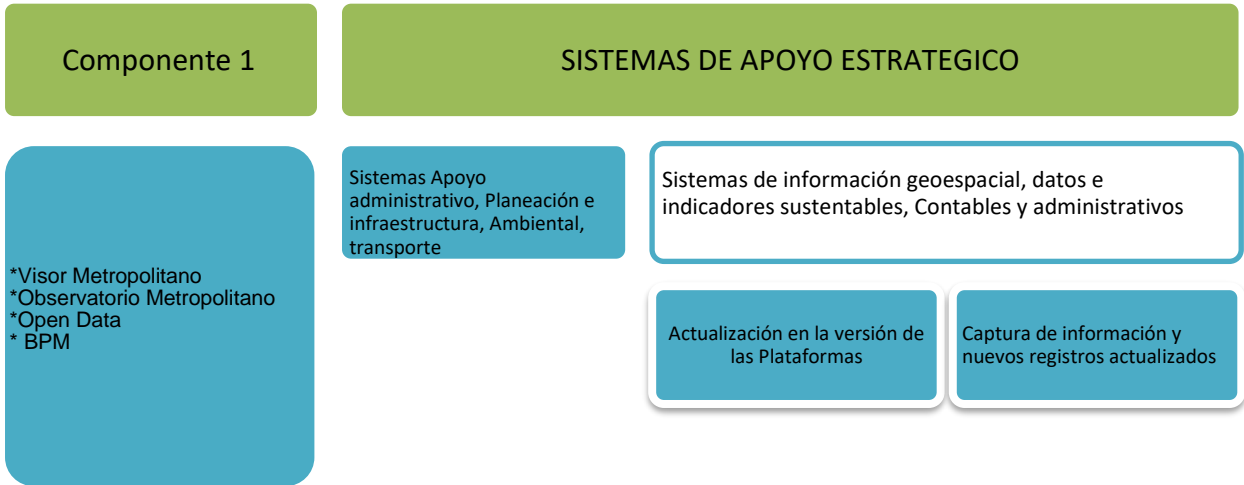 Componente 1
SISTEMAS DE APOYO ESTRATEGICO
*Visor Metropolitano
*Observatorio Metropolitano
*Open Data
* BPM
Sistemas Apoyo
administrativo, Planeación e
infraestructura, Ambiental,
transporte
Sistemas de información geoespacial, datos e
indicadores sustentables, Contables y administrativos
Actualización en la versión de
las Plataformas
Captura de información y
nuevos registros actualizados